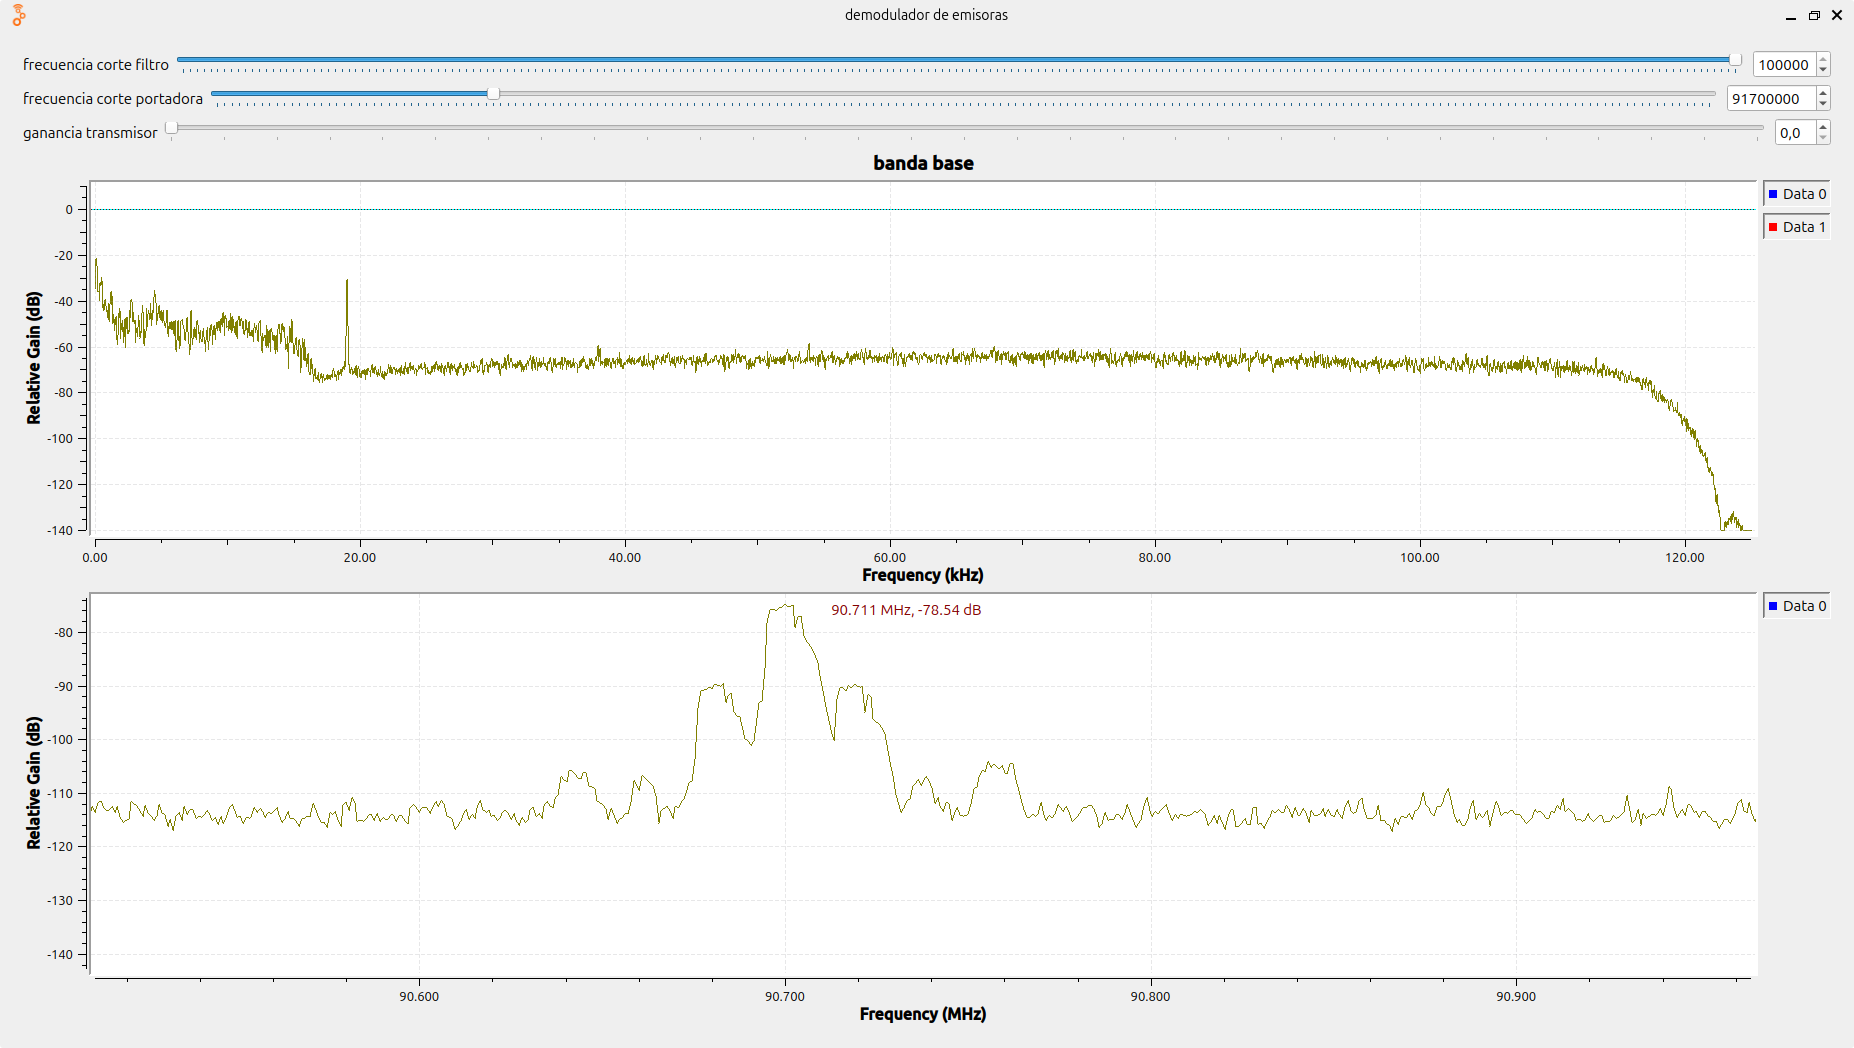 demodulador de emisoras
frecuencia corte filtro 100000
frecuencia corte portadora 91700000
ganancia transmisor 0,0
banda base
Data 0
Data 1
Relative Gain (dB)
0
-20
-40
-60
-80
-100
-120
-140
0.00 20.00 40.00 60.00 80.00 100.00 120.00
Frequency (kHz)
90.711 MHz, -78.54 dB
Data 0
Relative Gain (dB)
-80
-90
-100
-110
-120
-130
-140
90.600 90.700 90.800 90.900
Frequency (MHz)